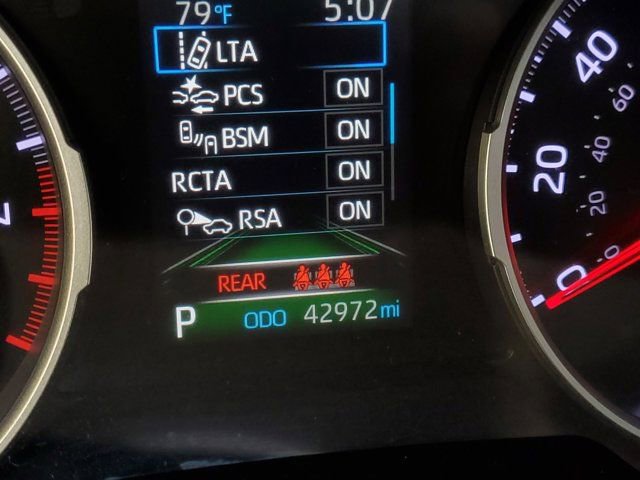 79°F 5:07
LTA
PCS ON
BSM ON
RCTA ON
RSA ON
REAR
P ODO 42972 mi
40
60
20
40
20
0
0